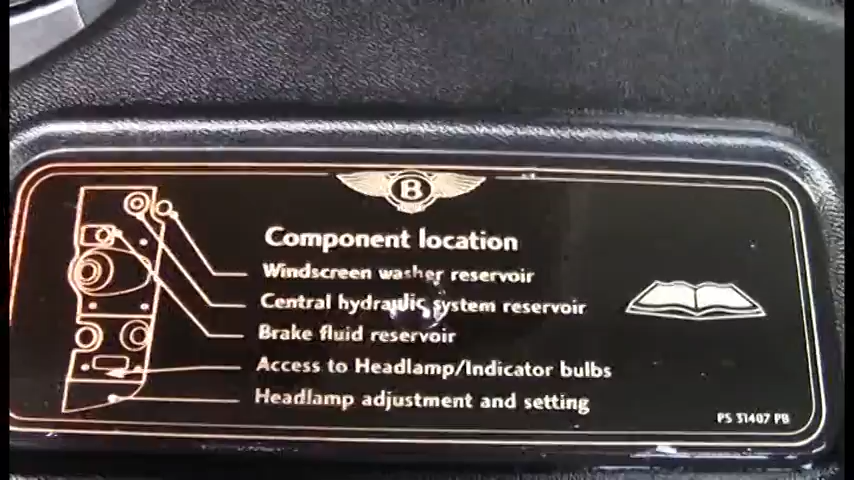 B
Component location
Windscreen washer reservoir
Central hydraulic system reservoir
Brake fluid reservoir
Access to Headlamp/Indicator bulbs
Headlamp adjustment and setting
PS 31407 PB